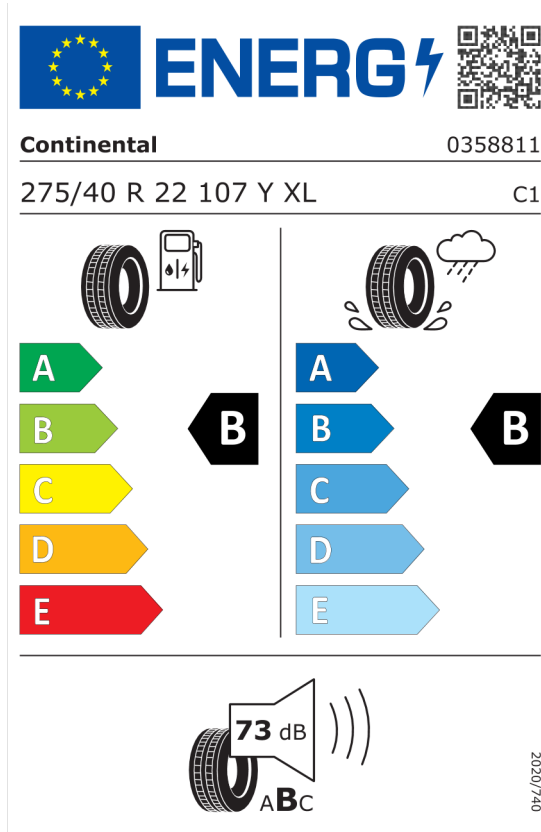 ENERG
Continental 0358811
275/40 R 22 107 Y XL C1
A A
B B B B
C C
D D
E E
73 dB
ABC
2020/740